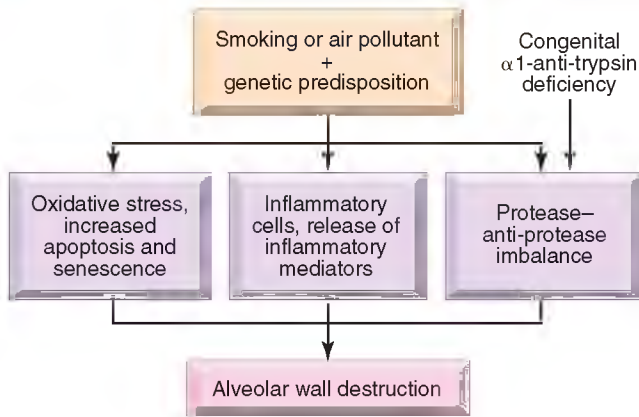 Smoking or air pollutant
+
genetic predisposition
Congenital
α1-anti-trypsin
deficiency
Oxidative stress,
increased
apoptosis and
senescence
Inflammatory
cells, release of
inflammatory
mediators
Protease–
anti-protease
imbalance
Alveolar wall destruction